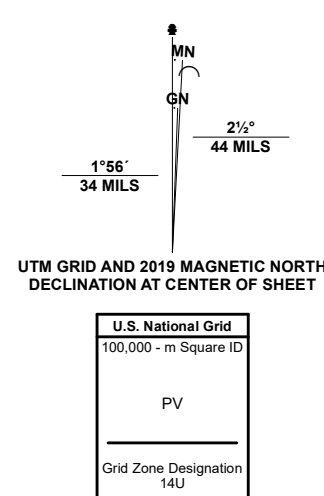 MN
GN
2½°
44 MILS
1°56´
34 MILS
UTM GRID AND 2019 MAGNETIC NORTH
DECLINATION AT CENTER OF SHEET
U.S. National Grid
100,000 - m Square ID
PV
Grid Zone Designation
14U